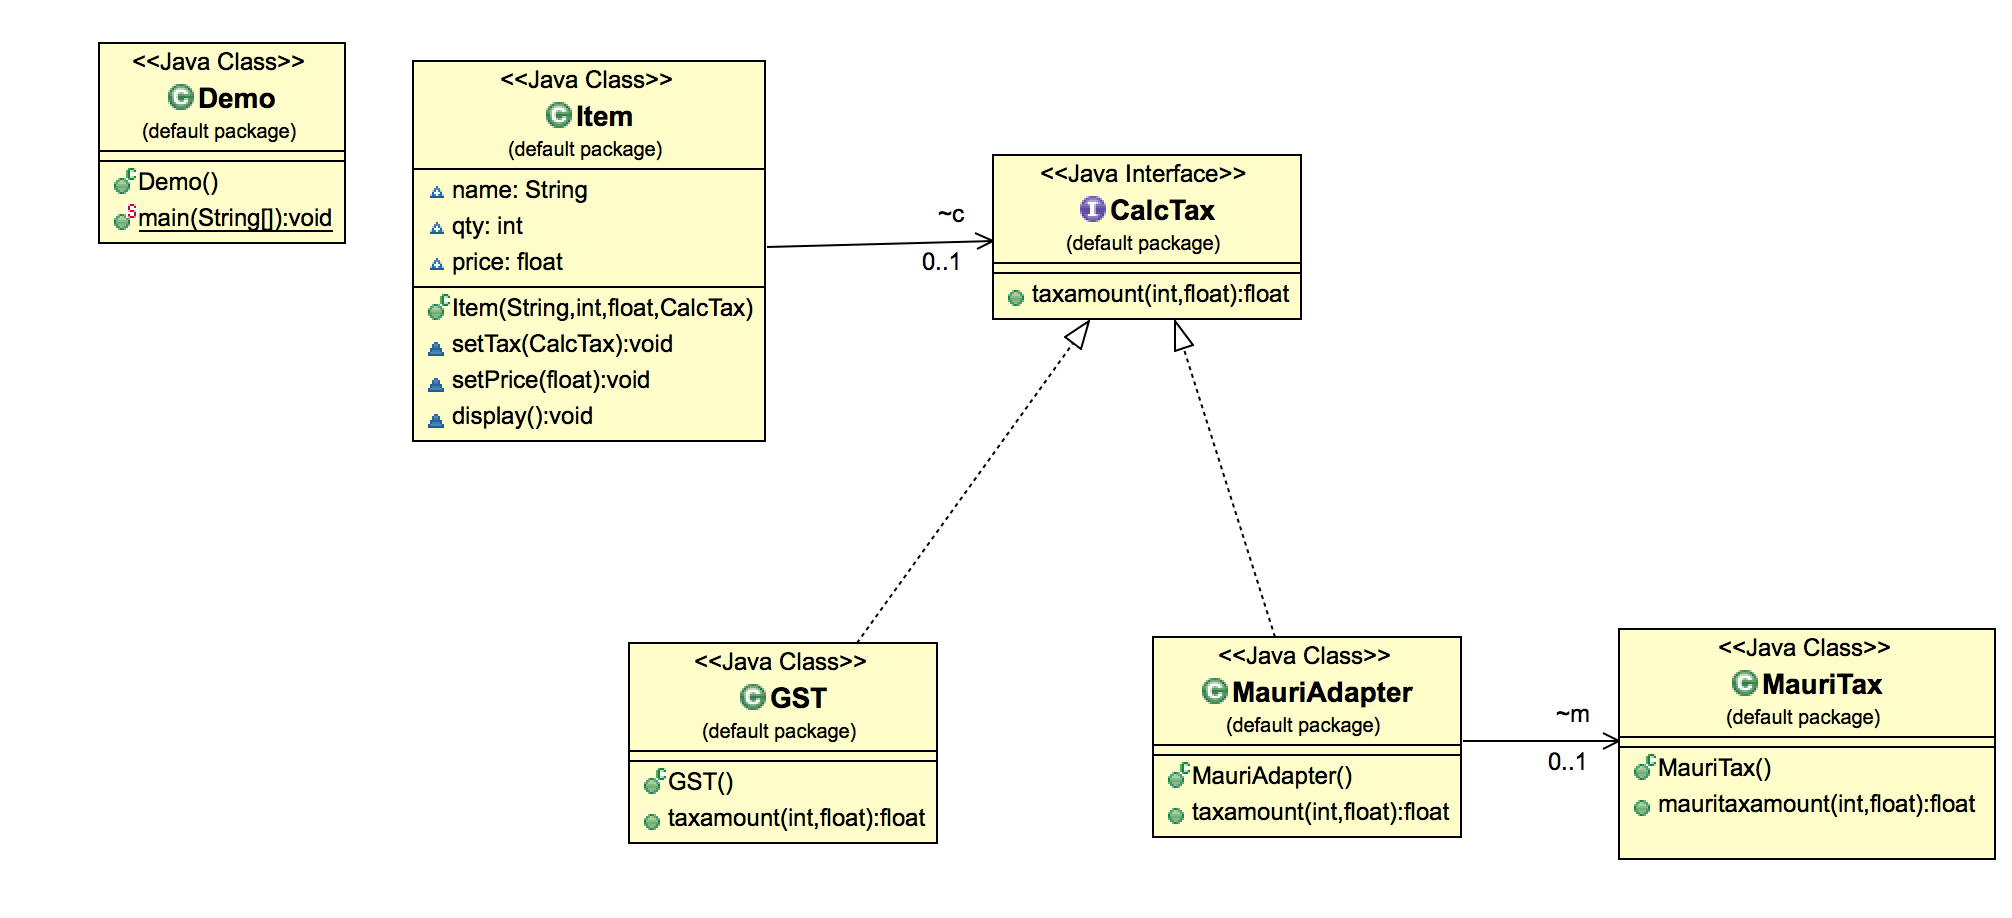 <<Java Class>>
Demo
(default package)
Demo()
main(String[]):void
<<Java Class>>
Item
(default package)
name: String
qty: int
price: float
Item(String,int,float,CalcTax)
setTax(CalcTax):void
setPrice(float):void
display():void
~c
0..1
<<Java Interface>>
CalcTax
(default package)
taxamount(int,float):float
<<Java Class>>
GST
(default package)
GST()
taxamount(int,float):float
<<Java Class>>
MauriAdapter
(default package)
MauriAdapter()
taxamount(int,float):float
~m
0..1
<<Java Class>>
MauriTax
(default package)
MauriTax()
mauritaxamount(int,float):float